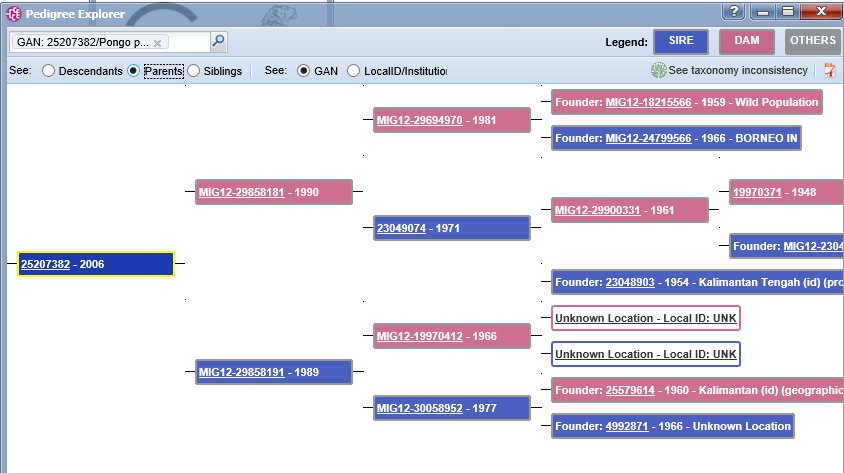 Pedigree Explorer
GAN: 25207382/Pongo p...
Legend: SIRE DAM OTHERS
See: Descendants Parents Siblings See: GAN LocalID/Institution See taxonomy inconsistency
Founder: MIG12-18215566 - 1959 - Wild Population
MIG12-29694970 - 1981
Founder: MIG12-24799566 - 1966 - BORNEO IN
MIG12-29858181 - 1990
19970371 - 1948
MIG12-29900331 - 1961
23049074 - 1971
Founder: MIG12-2304
25207382 - 2006
Founder: 23048903 - 1954 - Kalimantan Tengah (id) (pro
Unknown Location - Local ID: UNK
MIG12-19970412 - 1966
Unknown Location - Local ID: UNK
MIG12-29858191 - 1989
Founder: 25579614 - 1960 - Kalimantan (id) (geographic
MIG12-30058952 - 1977
Founder: 4992871 - 1966 - Unknown Location